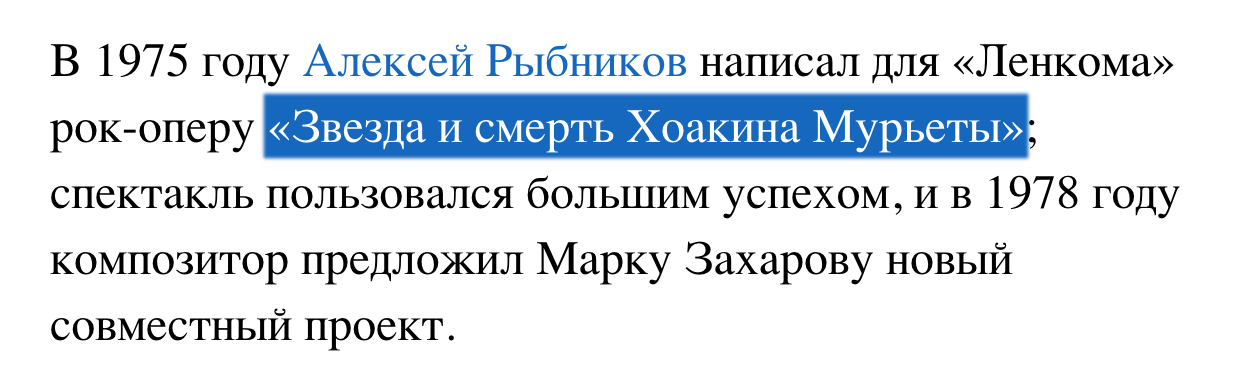 В 1975 году Алексей Рыбников написал для «Ленкома»
рок-оперу «Звезда и смерть Хоакина Мурьеты»;
спектакль пользовался большим успехом, и в 1978 году
композитор предложил Марку Захарову новый
совместный проект.